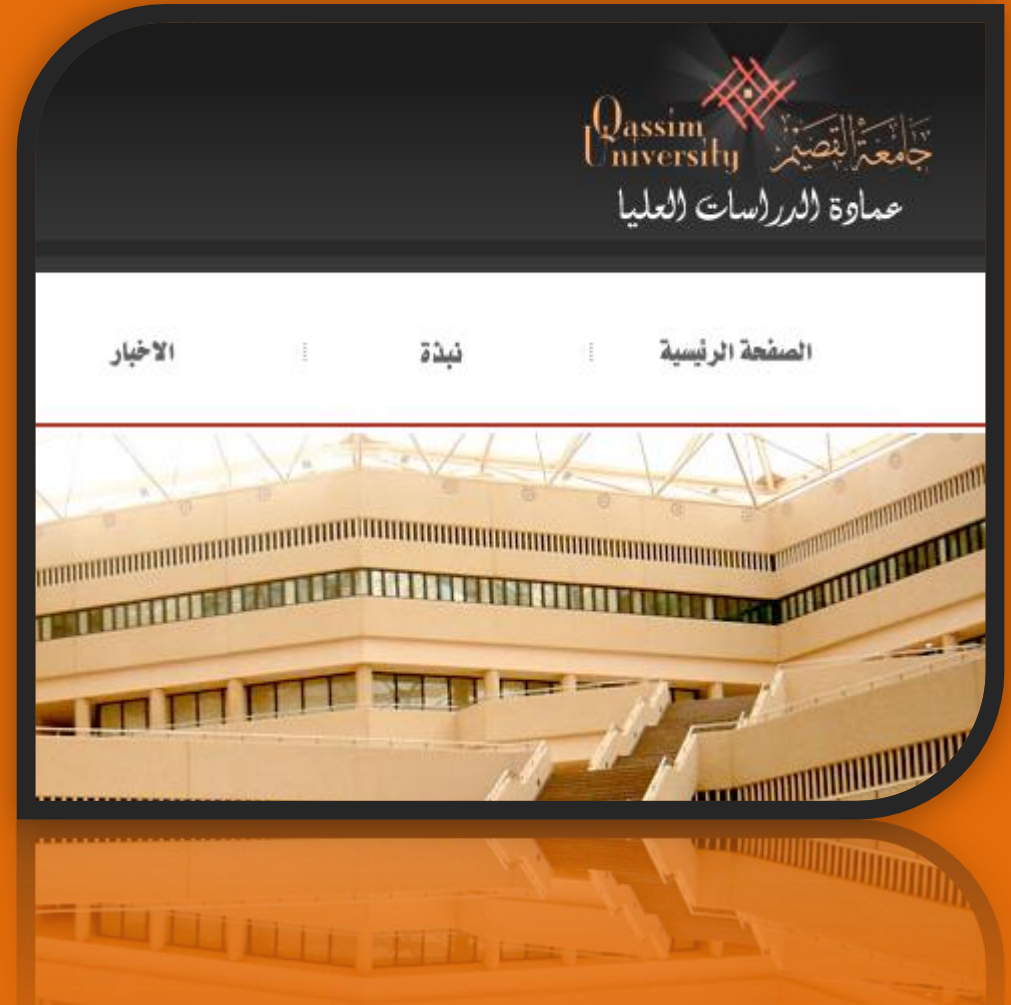 Qassim
University
جامعة القصيم
عمادة الدراسات العليا
الصفحة الرئيسية
نبذة
الاخبار